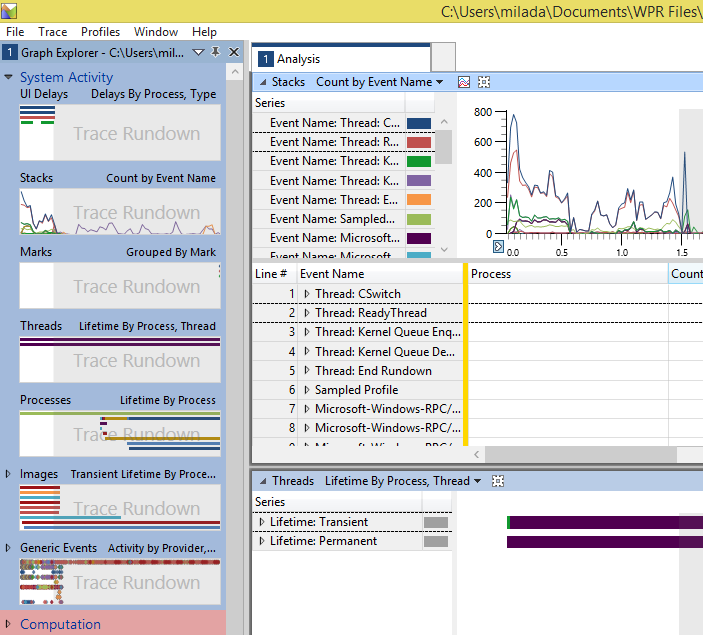 C:\Users\milada\Documents\WPR Files\
File Trace Profiles Window Help
1 Graph Explorer - C:\Users\mil...
System Activity
UI Delays Delays By Process, Type
Trace Rundown
Stacks Count by Event Name
Trace Rundown
Marks Grouped By Mark
Trace Rundown
Threads Lifetime By Process, Thread
Trace Rundown
Processes Lifetime By Process
Trace Rundown
Images Transient Lifetime By Proce...
Trace Rundown
Generic Events Activity by Provider,...
Trace Rundown
Computation
1 Analysis
Stacks Count by Event Name
Series
Event Name: Thread: C...
Event Name: Thread: R...
Event Name: Thread: K...
Event Name: Thread: K...
Event Name: Thread: E...
Event Name: Sampled...
Event Name: Microsoft...
Event Name: Microsoft...
800
600
400
200
0
0.0 0.5 1.0 1.5
Line # Event Name Process Count
1 Thread: CSwitch
2 Thread: ReadyThread
3 Thread: Kernel Queue Enq...
4 Thread: Kernel Queue De...
5 Thread: End Rundown
6 Sampled Profile
7 Microsoft-Windows-RPC/...
8 Microsoft-Windows-RPC/...
9 Microsoft-Windows-RPC/...
Threads Lifetime By Process, Thread
Series
Lifetime: Transient
Lifetime: Permanent